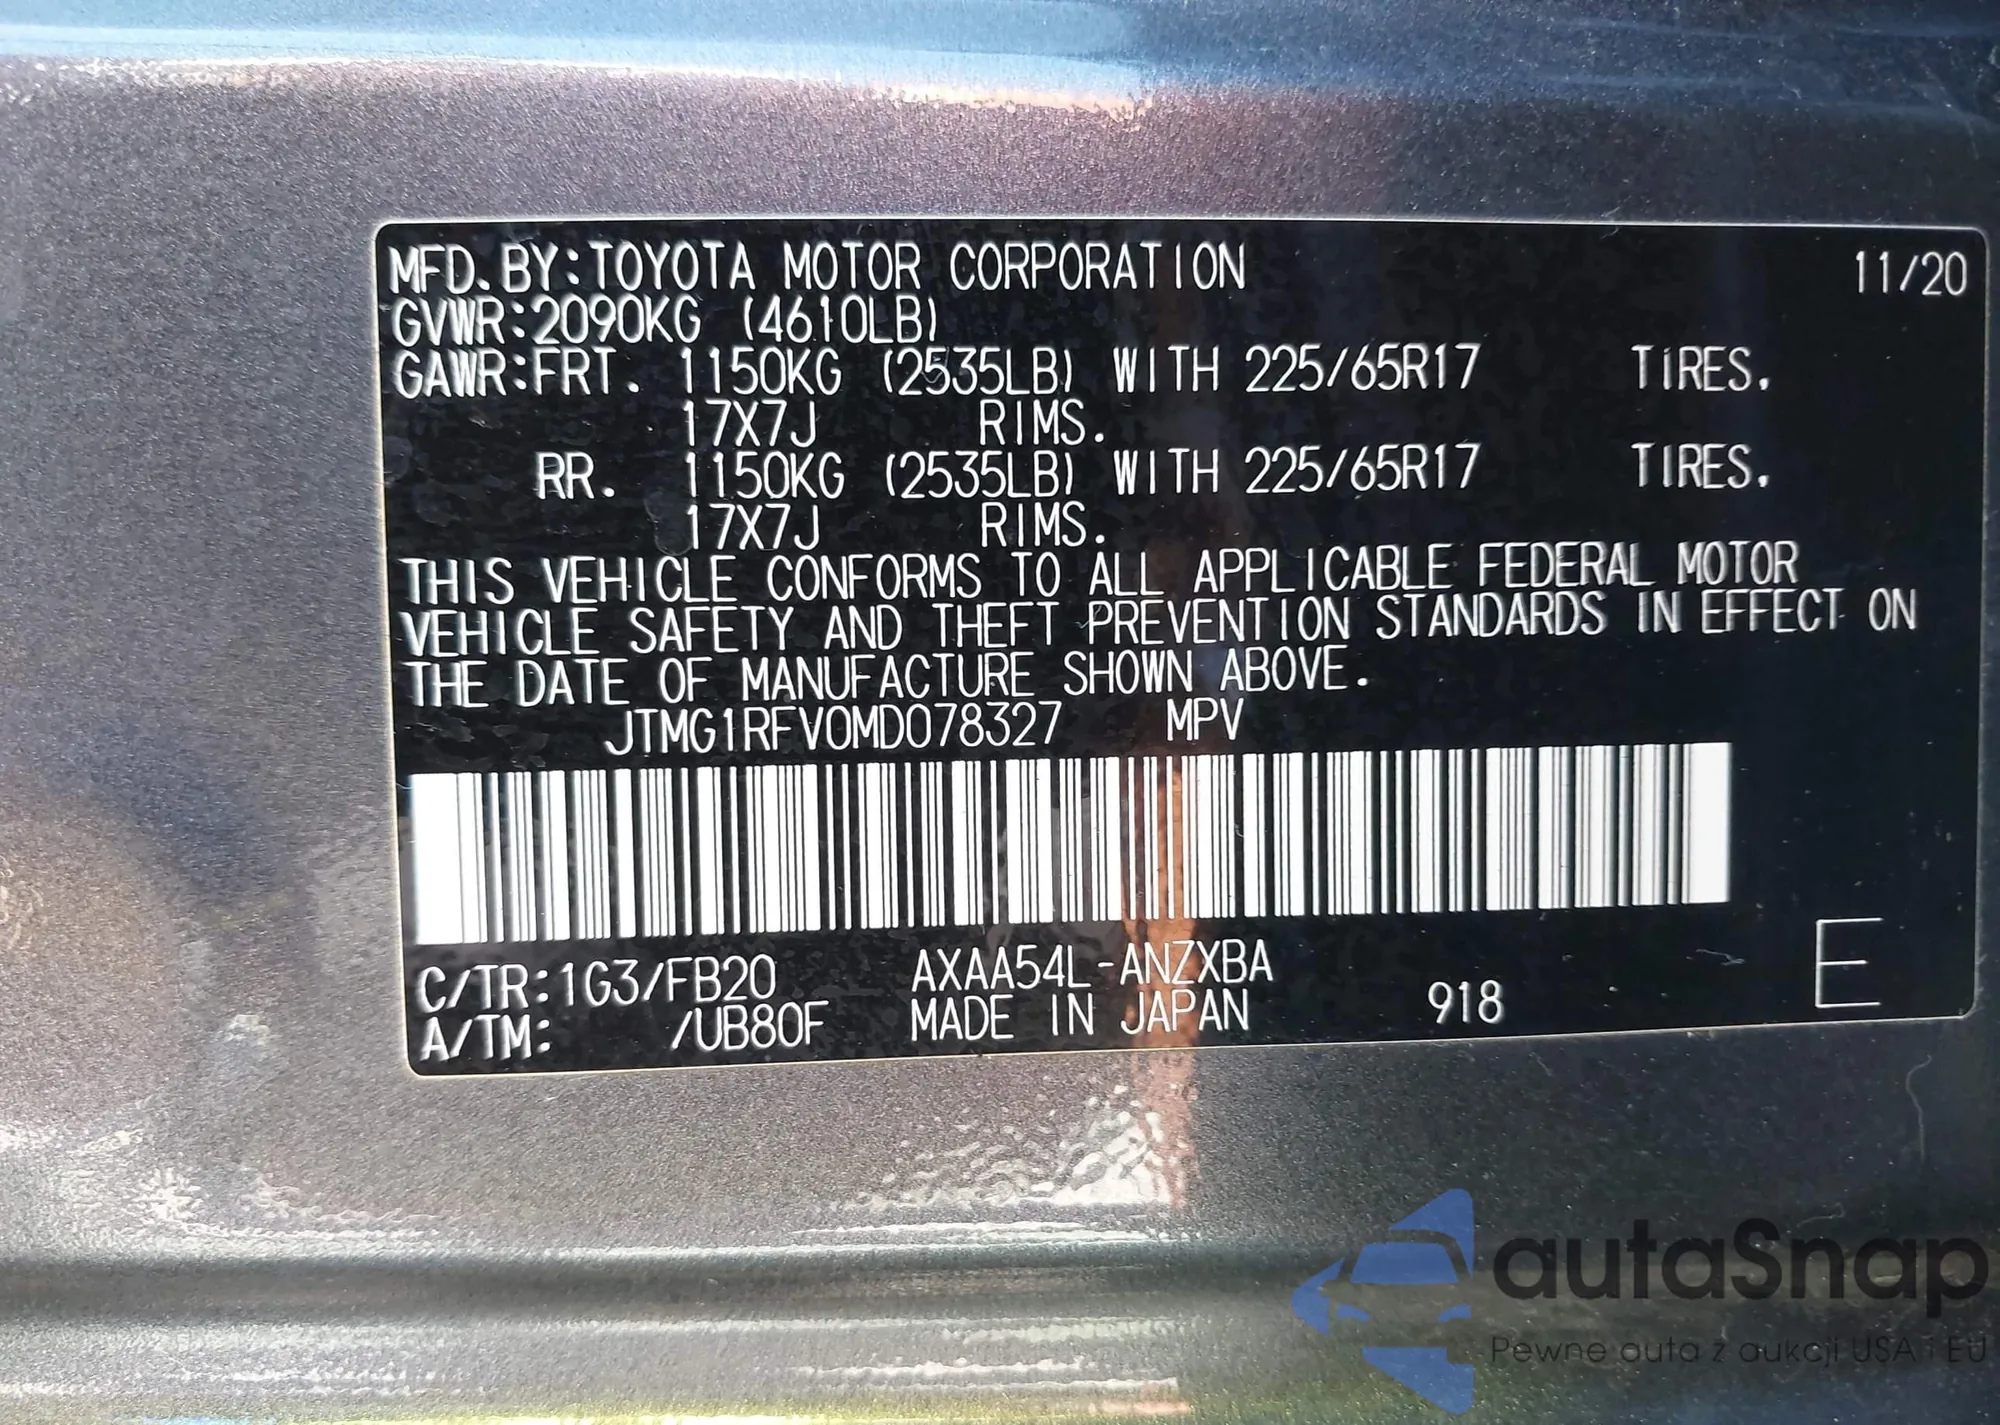 MFD.BY:TOYOTA MOTOR CORPORATION 11/20
GVWR:2090KG (4610LB)
GAWR:FRT. 1150KG (2535LB) WITH 225/65R17 TIRES.
17X7J RIMS.
RR. 1150KG (2535LB) WITH 225/65R17 TIRES.
17X7J RIMS.
THIS VEHICLE CONFORMS TO ALL APPLICABLE FEDERAL MOTOR
VEHICLE SAFETY AND THEFT PREVENTION STANDARDS IN EFFECT ON
THE DATE OF MANUFACTURE SHOWN ABOVE.
JTMG1RFV0MD078327 MPV
C/TR:1G3/FB20 AXAA54L-ANZXBA
A/TM: /UB80F MADE IN JAPAN 918 E
autaSnap
Pewne auta z aukcji USA i EU